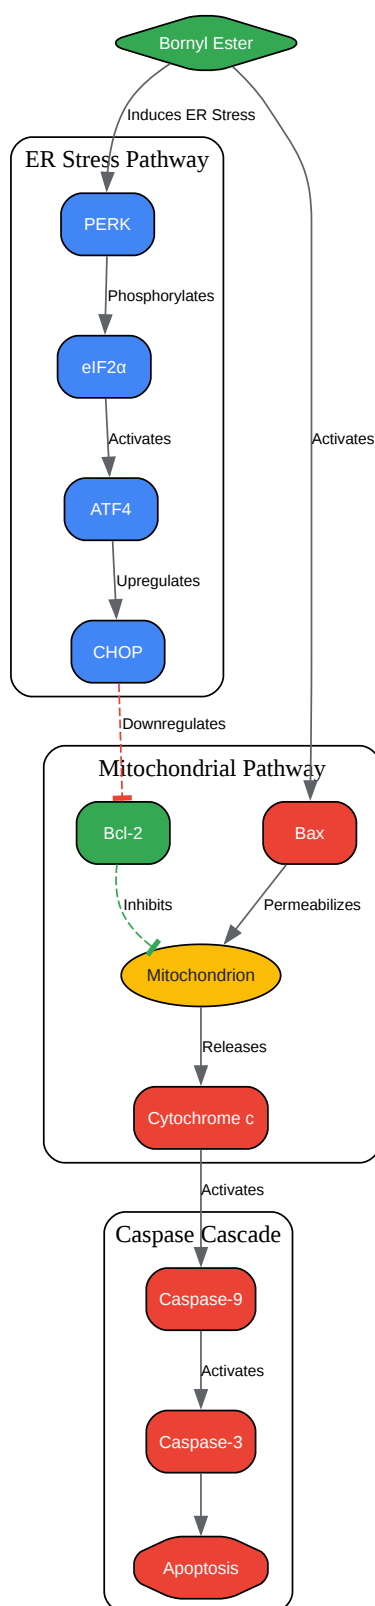 Bornyl Ester
Induces ER Stress
ER Stress Pathway
PERK
Phosphorylates
eIF2α
Activates
Activates
ATF4
Upregulates
CHOP
Downregulates
Mitochondrial Pathway
Bcl-2
Bax
Inhibits
Permeabilizes
Mitochondrion
Releases
Cytochrome c
Activates
Caspase Cascade
Caspase-9
Activates
Caspase-3
Apoptosis